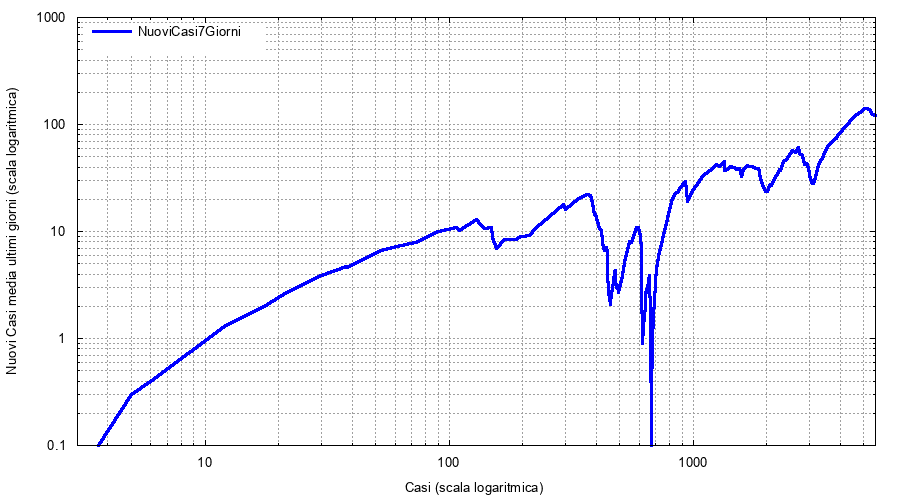 1000
NuoviCasi7Giorni
100
10
1
0.1
Nuovi Casi media ultimi giorni (scala logaritmica)
10 100 1000
Casi (scala logaritmica)